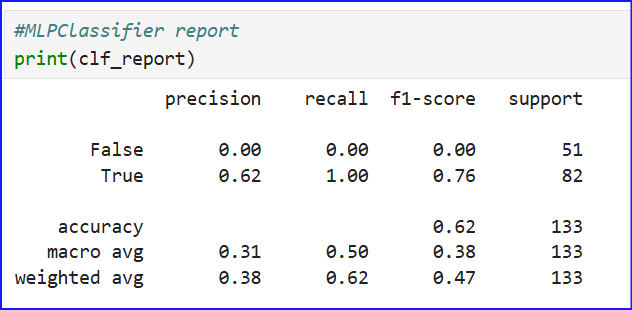 #MLPClassifier report
print(clf_report)
precision recall f1-score support
False 0.00 0.00 0.00 51
True 0.62 1.00 0.76 82
accuracy 0.62 133
macro avg 0.31 0.50 0.38 133
weighted avg 0.38 0.62 0.47 133